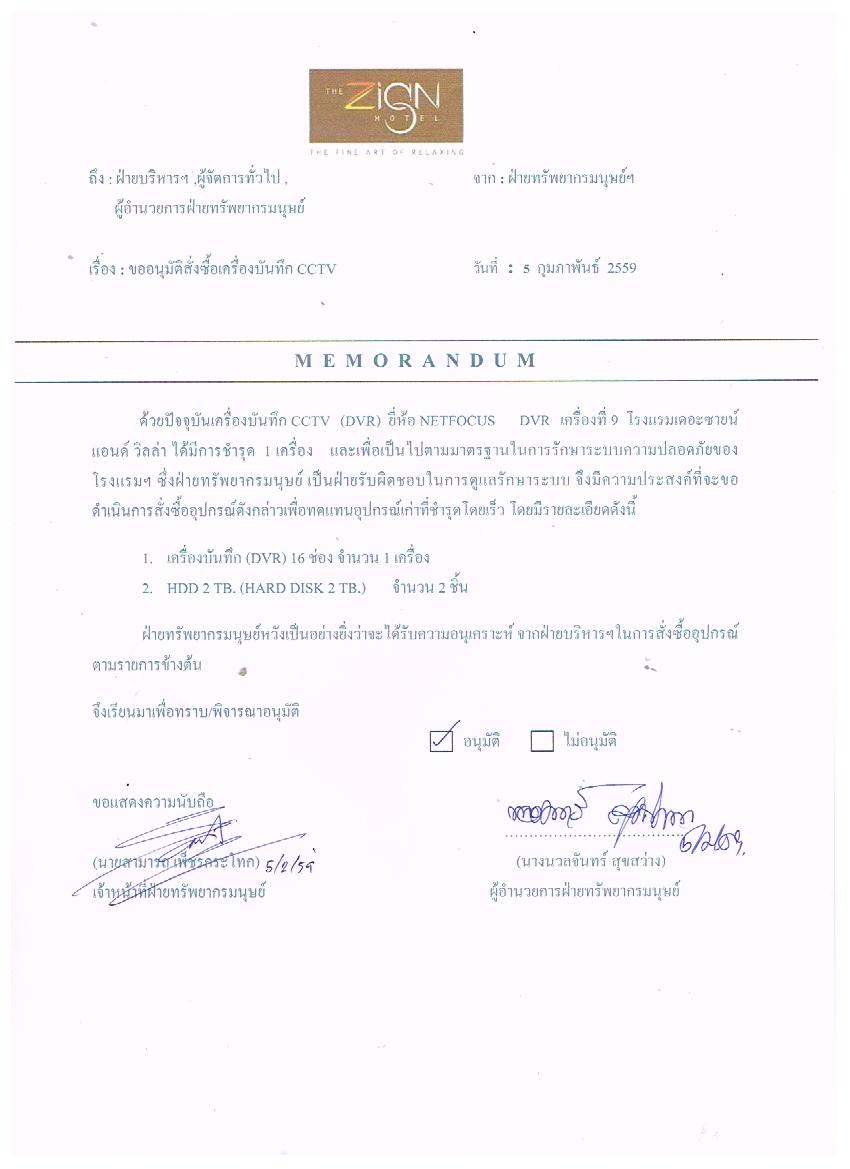 THE ZIGN
HOTEL
THE FINE ART OF RELAXING
ถึง : ฝ่ายบริหารฯ ,ผู้จัดการทั่วไป , จาก : ฝ่ายทรัพยากรมนุษย์ฯ
ผู้อำนวยการฝ่ายทรัพยากรมนุษย์
เรื่อง : ขออนุมัติสั่งซื้อเครื่องบันทึก CCTV วันที่ : 5 กุมภาพันธ์ 2559
MEMORANDUM
ด้วยปัจจุบันเครื่องบันทึก CCTV (DVR) ยี่ห้อ NETFOCUS DVR เครื่องที่ 9 โรงแรมเดอะซายน์
แอนด์ วิลล่า ได้มีการชำรุด 1 เครื่อง และเพื่อเป็นไปตามมาตรฐานในการรักษาระบบความปลอดภัยของ
โรงแรมฯ ซึ่งฝ่ายทรัพยากรมนุษย์ เป็นฝ่ายรับผิดชอบในการดูแลรักษาระบบ จึงมีความประสงค์ที่จะขอ
ดำเนินการสั่งซื้ออุปกรณ์ดังกล่าวเพื่อทดแทนอุปกรณ์เก่าที่ชำรุดโดยเร็ว โดยมีรายละเอียดดังนี้
1. เครื่องบันทึก (DVR) 16 ช่อง จำนวน 1 เครื่อง
2. HDD 2 TB. (HARD DISK 2 TB.) จำนวน 2 ชิ้น
ฝ่ายทรัพยากรมนุษย์หวังเป็นอย่างยิ่งว่าจะได้รับความอนุเคราะห์ จากฝ่ายบริหารฯในการสั่งซื้ออุปกรณ์
ตามรายการข้างต้น
จึงเรียนมาเพื่อทราบ/พิจารณาอนุมัติ
อนุมัติ ไม่อนุมัติ
ขอแสดงความนับถือ
(นายสามารถ เพ็ชรกระโทก) 5/2/59 (นางนวลจันทร์ สุขสว่าง)
เจ้าหน้าที่ฝ่ายทรัพยากรมนุษย์ ผู้อำนวยการฝ่ายทรัพยากรมนุษย์